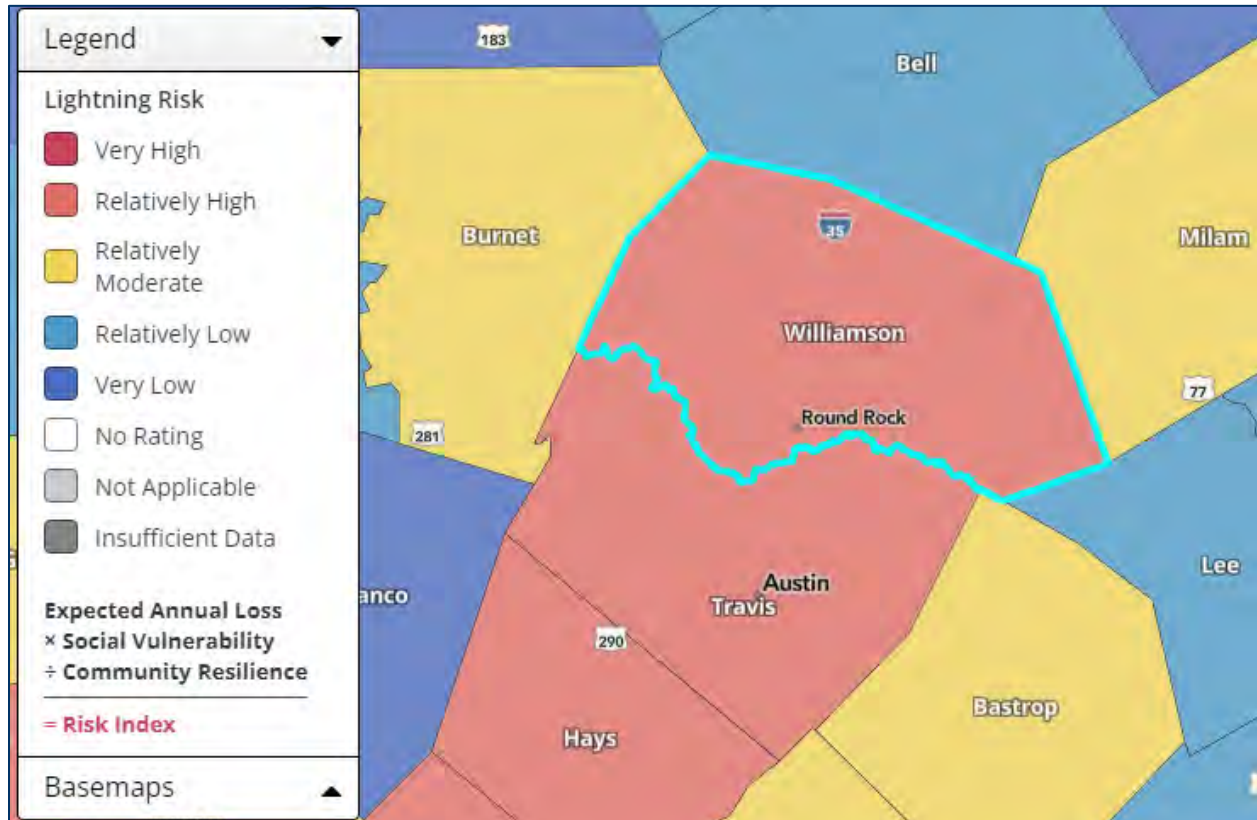 Legend
Lightning Risk
Very High
Relatively High
Relatively
Moderate
Relatively Low
Very Low
No Rating
Not Applicable
Insufficient Data
Expected Annual Loss
× Social Vulnerability
÷ Community Resilience
= Risk Index
Basemaps
183
Bell
Burnet
35
Milam
Williamson
77
Round Rock
281
Lee
anco
Austin
Travis
290
Bastrop
Hays